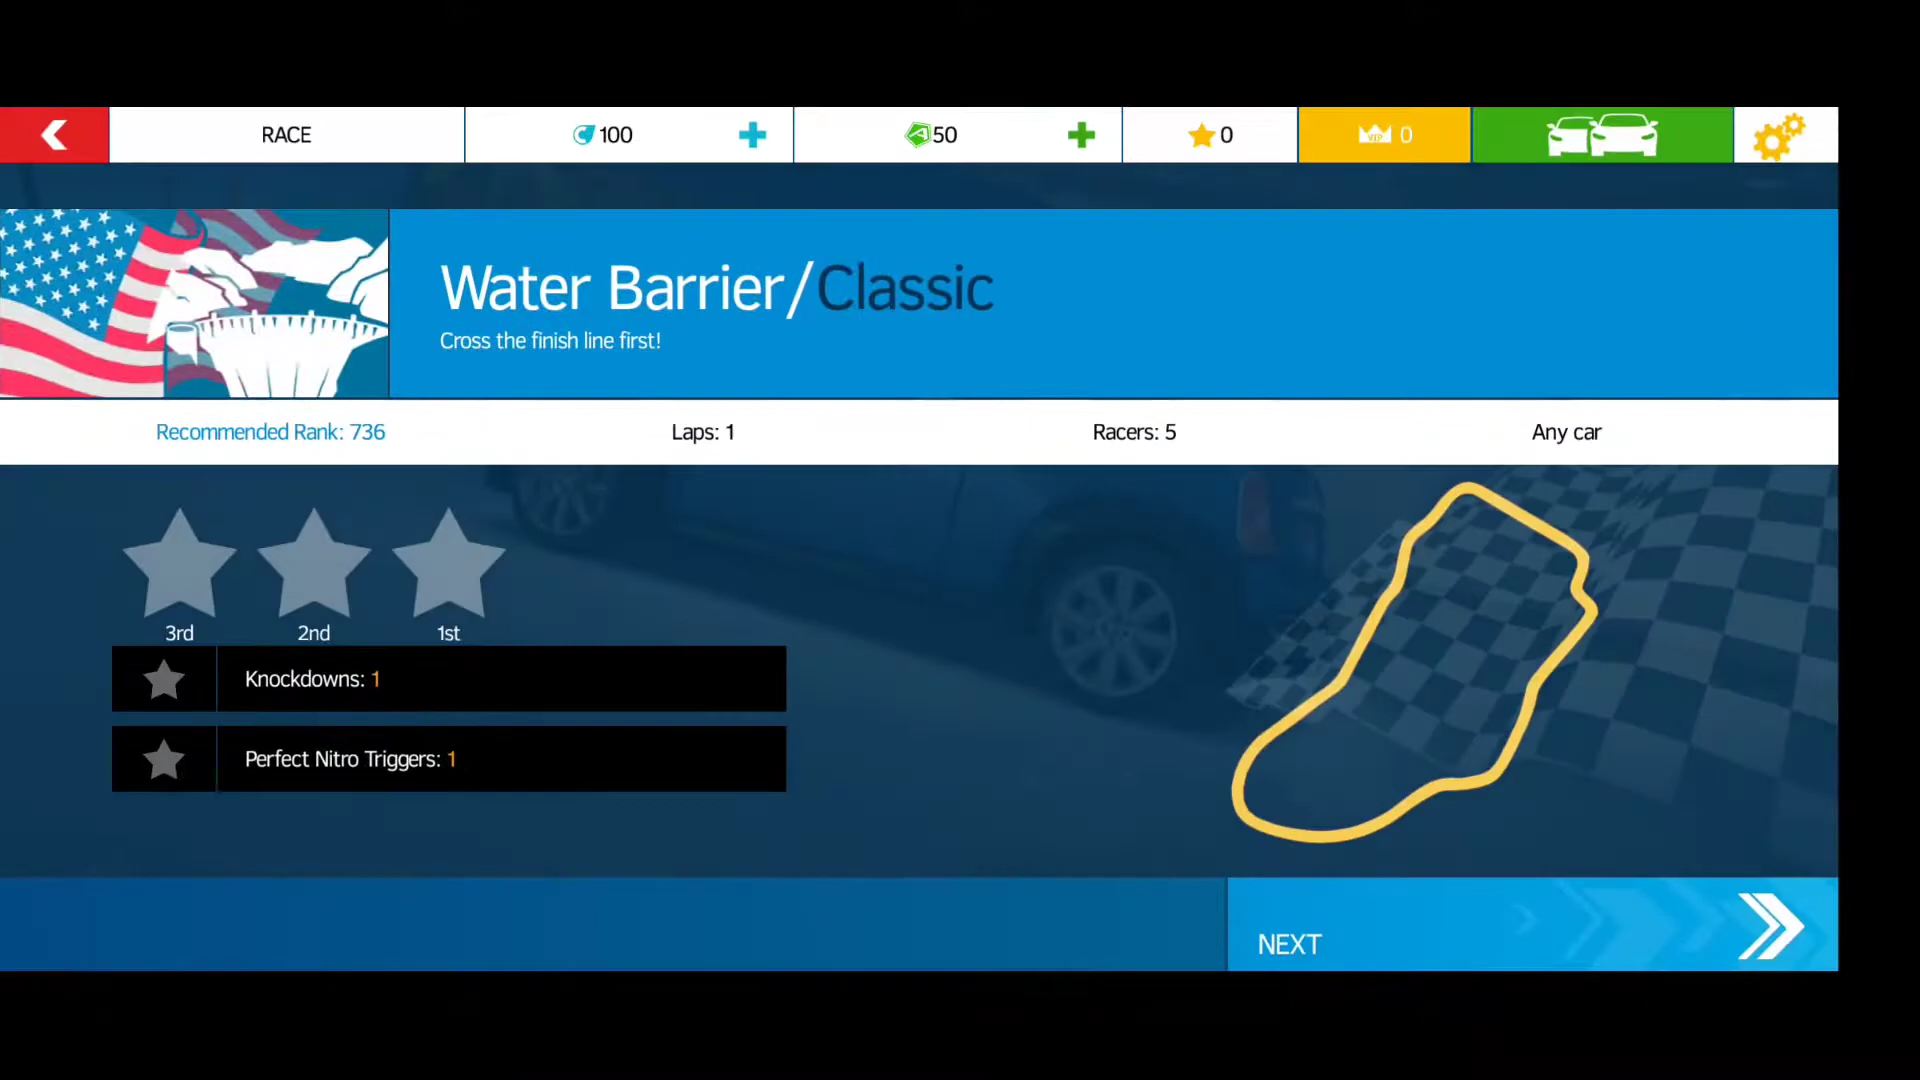 RACE
100
50
0
VIP 0
Water Barrier/Classic
Cross the finish line first!
Recommended Rank: 736
Laps: 1
Racers: 5
Any car
3rd
2nd
1st
Knockdowns: 1
Perfect Nitro Triggers: 1
NEXT